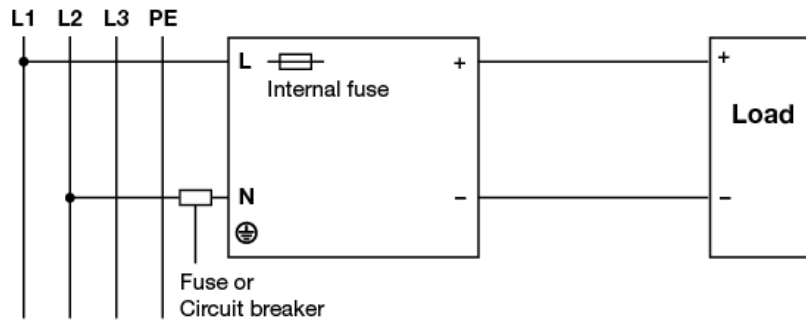 L1 L2 L3 PE
L
Internal fuse
+
+
Load
N
−
−
Fuse or
Circuit breaker